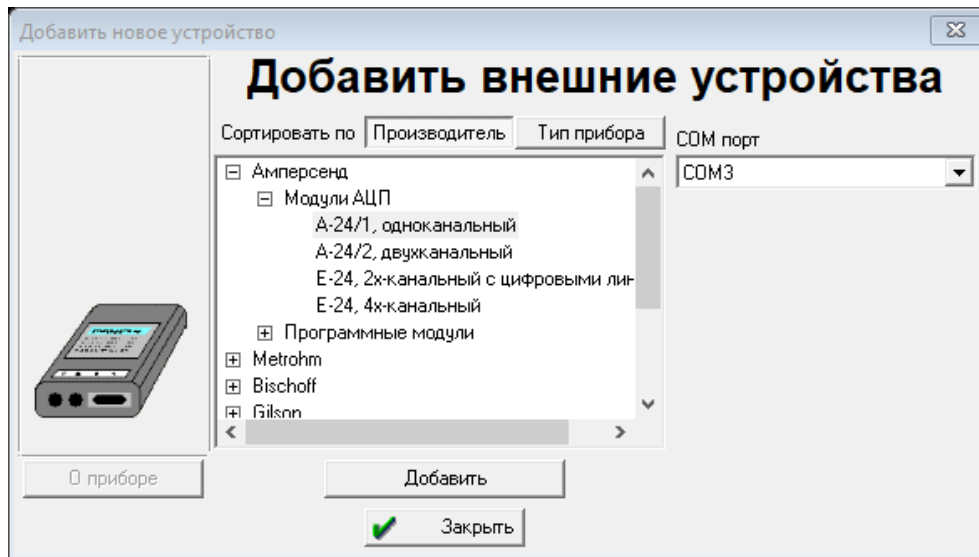 Добавить новое устройство
Добавить внешние устройства
Сортировать по Производитель Тип прибора
COM порт
COM3
Амперсенд
Модули АЦП
А-24/1, одноканальный
А-24/2, двухканальный
Е-24, 2х-канальный с цифровыми лин
Е-24, 4х-канальный
Программные модули
Metrohm
Bischoff
Gilson
О приборе
Добавить
Закрыть